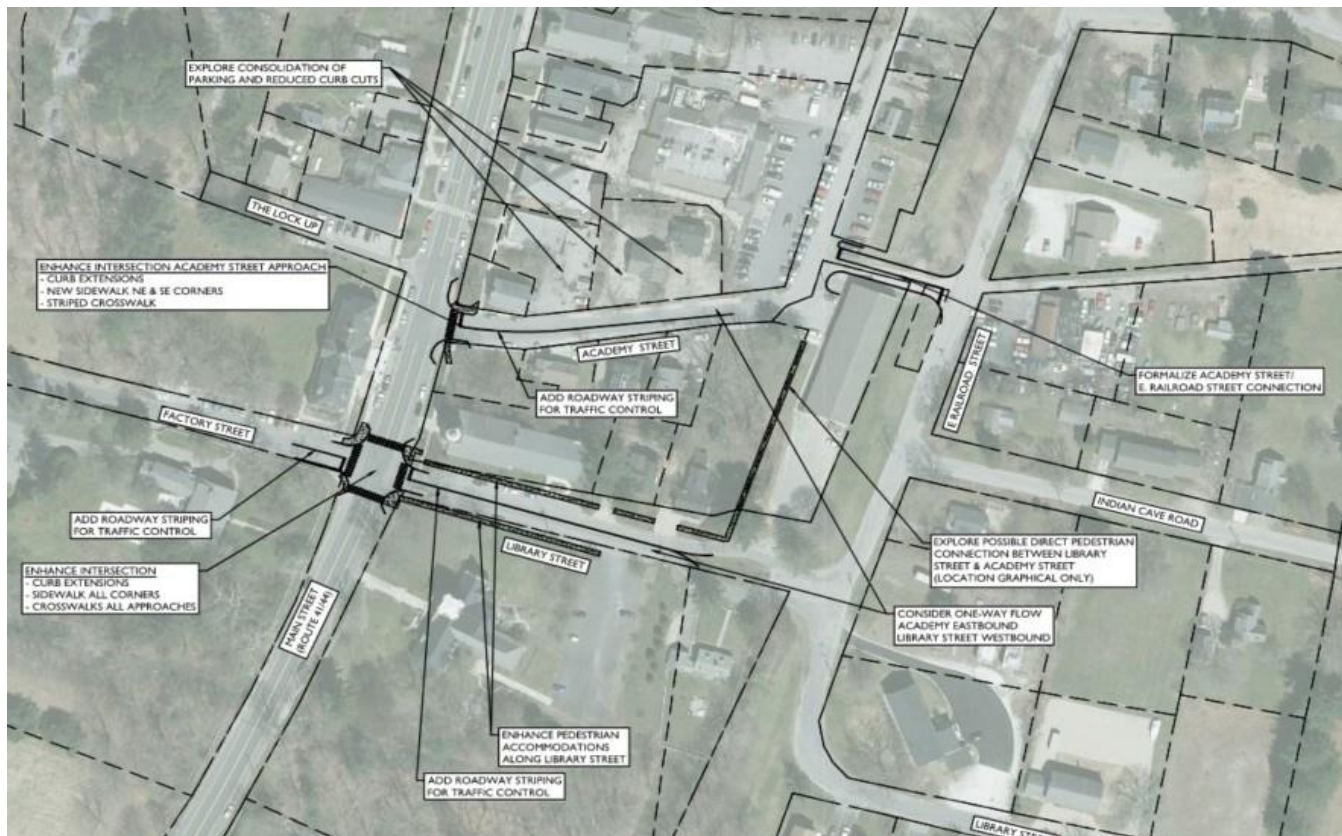 EXPLORE CONSOLIDATION OF
PARKING AND REDUCED CURB CUTS
THE LOCK UP
ENHANCE INTERSECTION ACADEMY STREET APPROACH
- CURB EXTENSIONS
- NEW SIDEWALK NE & SE CORNERS
- STRIPED CROSSWALK
ACADEMY STREET
ADD ROADWAY STRIPING
FOR TRAFFIC CONTROL
E RAILROAD STREET
FORMALIZE ACADEMY STREET/
E. RAILROAD STREET CONNECTION
FACTORY STREET
ADD ROADWAY STRIPING
FOR TRAFFIC CONTROL
ENHANCE INTERSECTION
- CURB EXTENSIONS
- SIDEWALK ALL CORNERS
- CROSSWALKS ALL APPROACHES
MAIN STREET
(ROUTE 41/44)
LIBRARY STREET
INDIAN CAVE ROAD
EXPLORE POSSIBLE DIRECT PEDESTRIAN
CONNECTION BETWEEN LIBRARY
STREET & ACADEMY STREET
(LOCATION GRAPHICAL ONLY)
CONSIDER ONE-WAY FLOW
ACADEMY EASTBOUND
LIBRARY STREET WESTBOUND
ENHANCE PEDESTRIAN
ACCOMMODATIONS
ALONG LIBRARY STREET
ADD ROADWAY STRIPING
FOR TRAFFIC CONTROL
LIBRARY